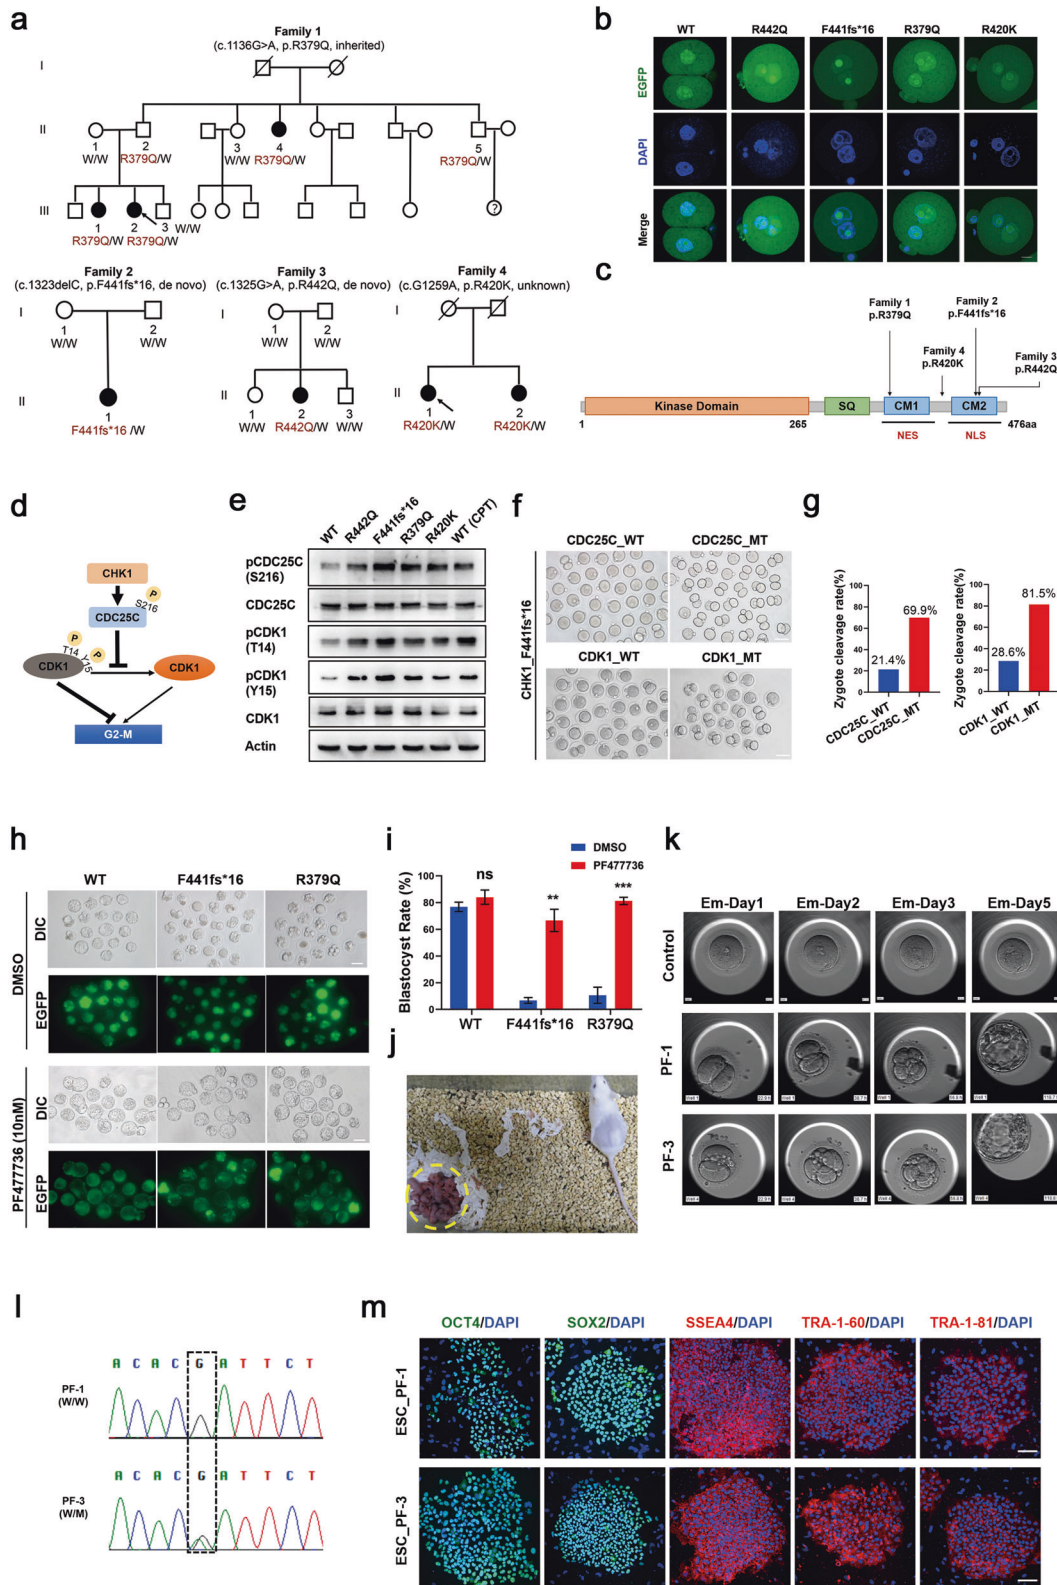 a
Family 1
(c.1136G>A, p.R379Q, inherited)
I
II
1
W/W
2
R379Q/W
3
W/W
4
R379Q/W
5
R379Q/W
III
1
R379Q/W
2
R379Q/W
3
W/W
?
Family 2
(c.1323delC, p.F441fs*16, de novo)
I
1
W/W
2
W/W
II
1
F441fs*16/W
Family 3
(c.1325G>A, p.R442Q, de novo)
I
1
W/W
2
W/W
II
1
W/W
2
R442Q/W
3
W/W
Family 4
(c.G1259A, p.R420K, unknown)
I
II
1
R420K/W
2
R420K/W
b
WT R442Q F441fs*16 R379Q R420K
EGFP
DAPI
Merge
c
Family 1
p.R379Q
Family 2
p.F441fs*16
Family 4
p.R420K
Family 3
p.R442Q
Kinase Domain
SQ
CM1
CM2
1
265
476aa
NES
NLS
d
CHK1
P
S216
CDC25C
P
T14
Y15
P
CDK1
CDK1
G2-M
e
WT R442Q F441fs*16 R379Q R420K WT (CPT)
pCDC25C
(S216)
CDC25C
pCDK1
(T14)
pCDK1
(Y15)
CDK1
Actin
f
CHK1_F441fs*16
CDC25C_WT CDC25C_MT
CDK1_WT CDK1_MT
g
Zygote cleavage rate(%)
100
80
60
40
20
0
21.4%
69.9%
CDC25C_WT
CDC25C_MT
Zygote cleavage rate(%)
100
80
60
40
20
0
28.6%
81.5%
CDK1_WT
CDK1_MT
h
WT F441fs*16 R379Q
DMSO
DIC
EGFP
PF477736 (10nM)
DIC
EGFP
i
DMSO
PF477736
Blastocyst Rate (%)
100
80
60
40
20
0
ns
**
***
WT F441fs*16 R379Q
j
k
Em-Day1 Em-Day2 Em-Day3 Em-Day5
Control
PF-1
PF-3
l
A C A C G A T T C T
PF-1
(W/W)
A C A C G A T T C T
PF-3
(W/M)
m
OCT4/DAPI SOX2/DAPI SSEA4/DAPI TRA-1-60/DAPI TRA-1-81/DAPI
ESC_PF-1
ESC_PF-3